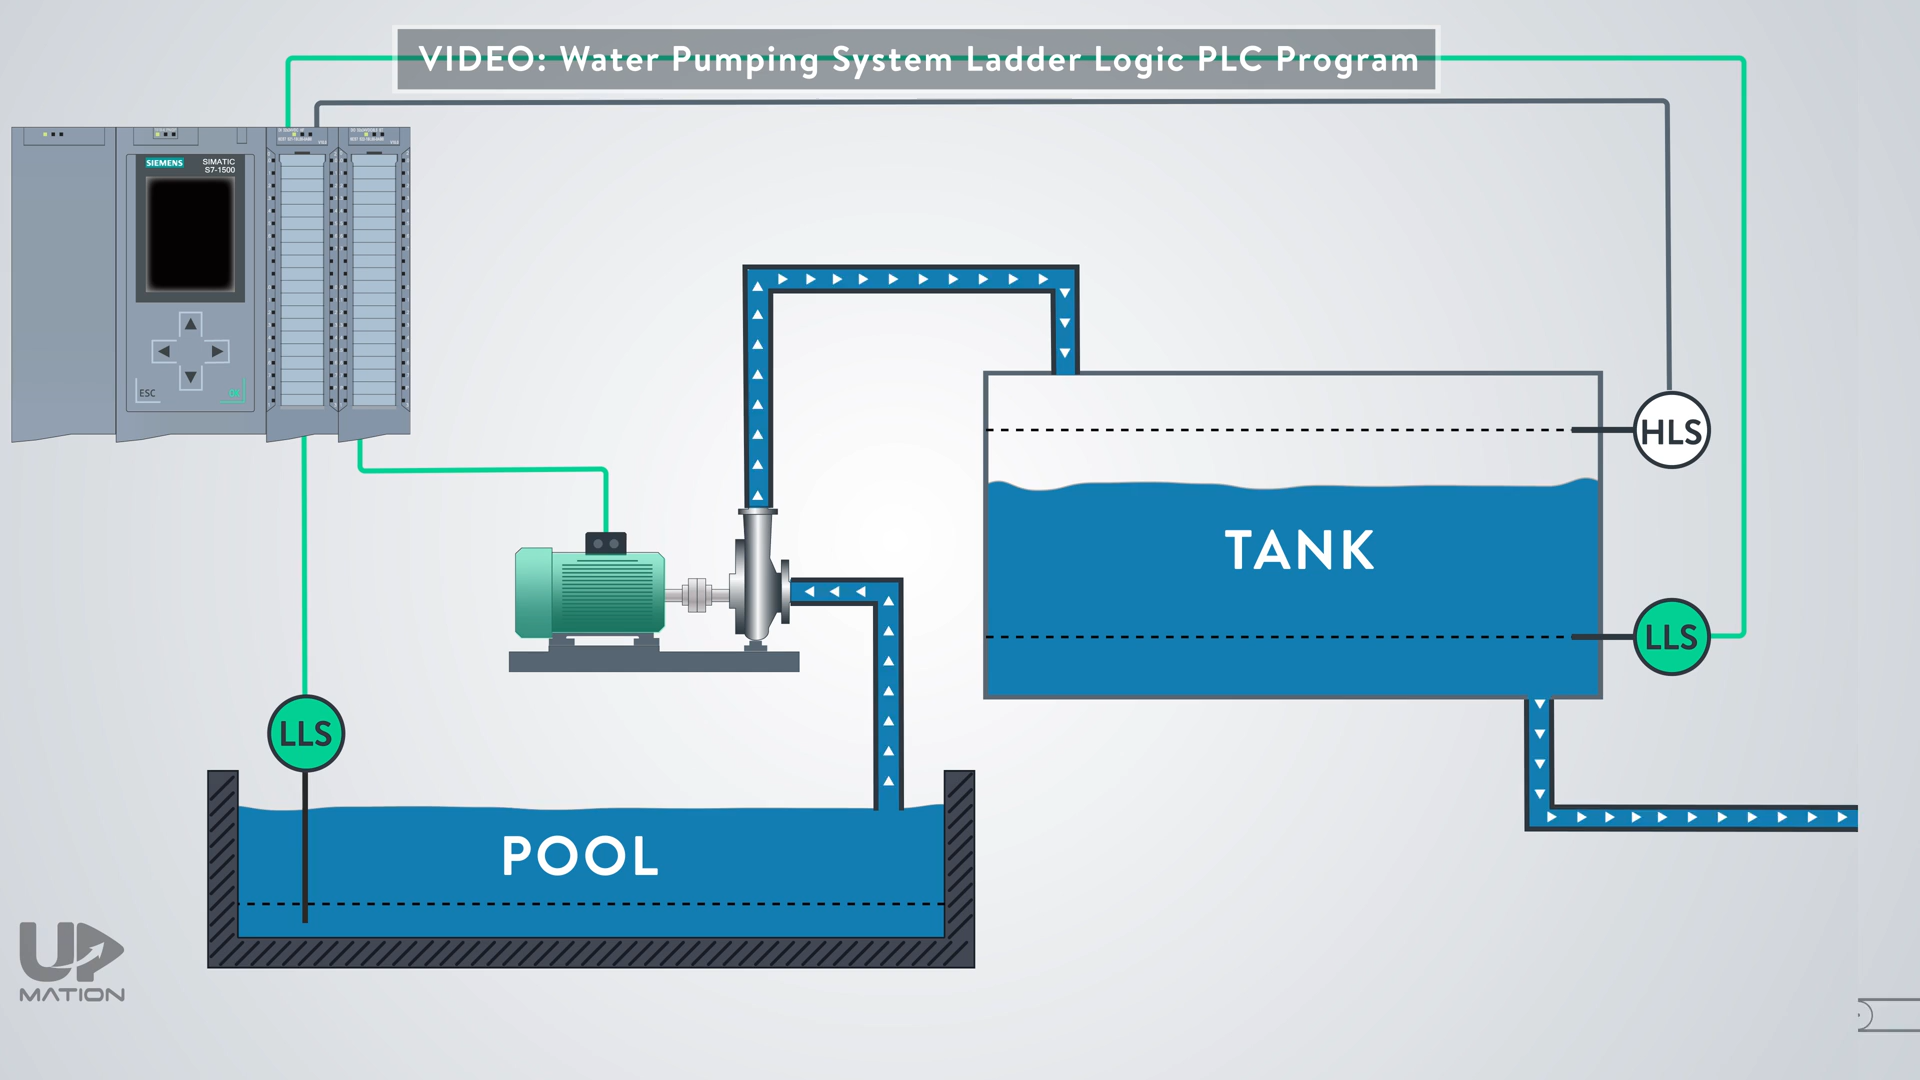 VIDEO: Water Pumping System Ladder Logic PLC Program
SIEMENS
SIMATIC
S7-1500
ESC
HLS
TANK
LLS
LLS
POOL
UP
MATION